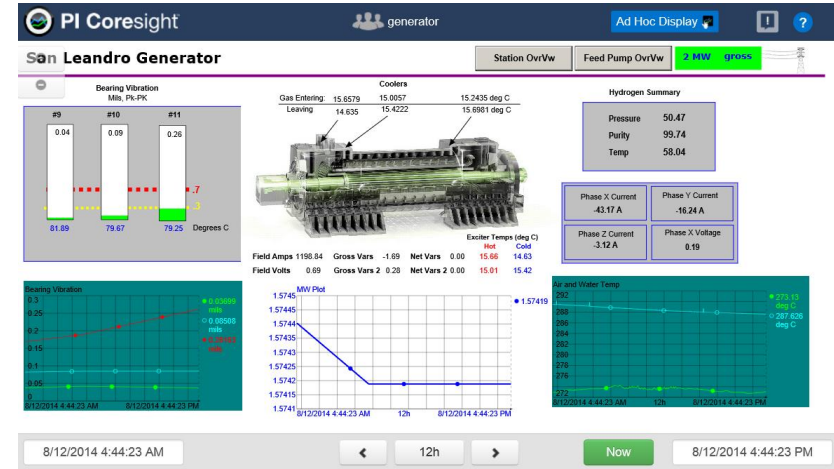 PI Coresight
generator
Ad Hoc Display
San Leandro Generator
Station OvrVw
Feed Pump OvrVw
2 MW gross
Bearing Vibration
Mils, Pk-PK
#9 #10 #11
0.04 0.09 0.26
.7
.3
81.89 79.67 79.25 Degrees C
Coolers
Gas Entering: 15.6579 15.0057 15.2435 deg C
Leaving 14.635 15.4222 15.6981 deg C
Hydrogen Summary
Pressure 50.47
Purity 99.74
Temp 58.04
Phase X Current
-43.17 A
Phase Y Current
-16.24 A
Phase Z Current
-3.12 A
Phase X Voltage
0.19
Exciter Temps (deg C)
Hot Cold
Field Amps 1198.84 Gross Vars -1.69 Net Vars 0.00 15.66 14.63
Field Volts 0.69 Gross Vars 2 0.28 Net Vars 2 0.00 15.01 15.42
Bearing Vibration
0.3
0.25
0.2
0.15
0.1
0.05
0
mils
mils
mils
8/12/2014 4:44:23 AM 8/12/2014 4:44:23 PM
MW Plot
1.5745
1.57445
1.5744
1.57435
1.5743
1.57425
1.5742
1.57415
1.5741
1.57419
8/12/2014 4:44:23 AM 12h 8/12/2014 4:44:23 PM
Air and Water Temp
292
288
286
284
282
280
278
276
272
273.13
deg C
287.626
deg C
8/12/2014 4:44:23 AM 12h 8/12/2014 4:44:23 PM
8/12/2014 4:44:23 AM
12h
Now
8/12/2014 4:44:23 PM